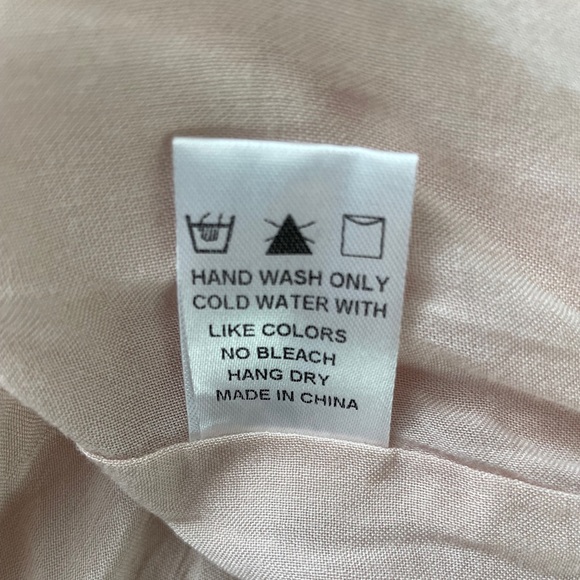 HAND WASH ONLY
COLD WATER WITH
LIKE COLORS
NO BLEACH
HANG DRY
MADE IN CHINA